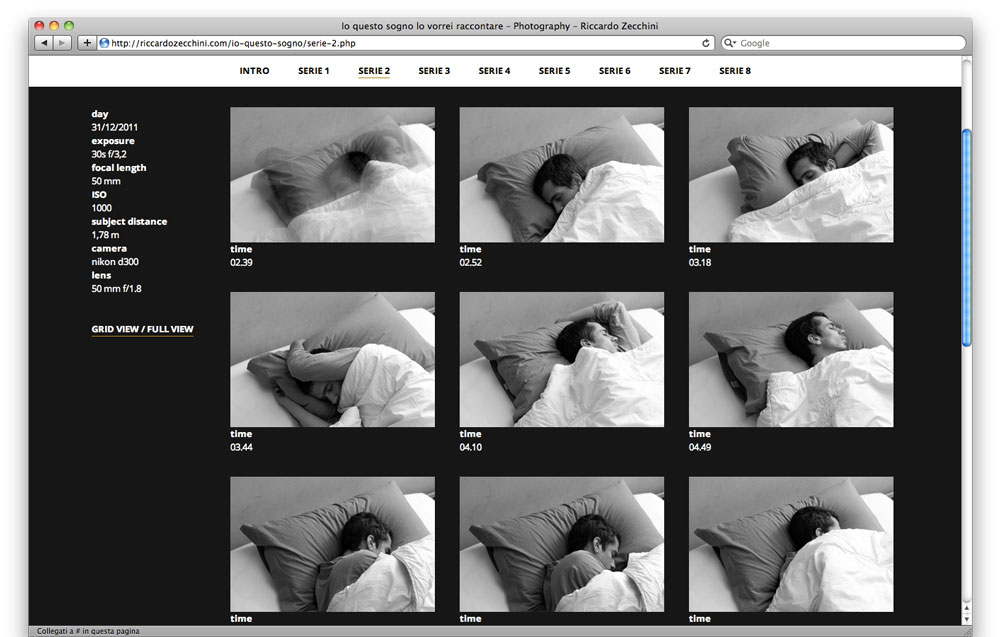 Io questo sogno lo vorrei raccontare – Photography – Riccardo Zecchini
http://riccardozecchini.com/io-questo-sogno/serie-2.php
Google
INTRO SERIE 1 SERIE 2 SERIE 3 SERIE 4 SERIE 5 SERIE 6 SERIE 7 SERIE 8
day
31/12/2011
exposure
30s f/3,2
focal length
50 mm
ISO
1000
subject distance
1,78 m
camera
nikon d300
lens
50 mm f/1.8
GRID VIEW / FULL VIEW
time
02.39
time
02.52
time
03.18
time
03.44
time
04.10
time
04.49
time
time
time
Collegati a # in questa pagina